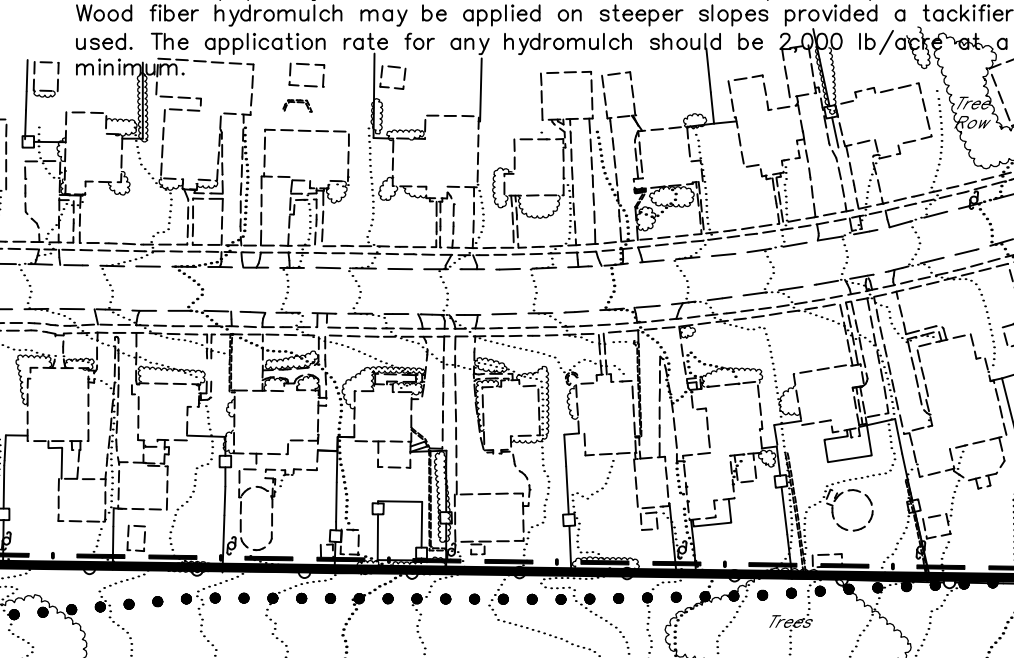 Wood fiber hydromulch may be applied on steeper slopes provided a tackifier
used. The application rate for any hydromulch should be 2,000 lb/acre at a
minimum.
Tree
Row
Trees